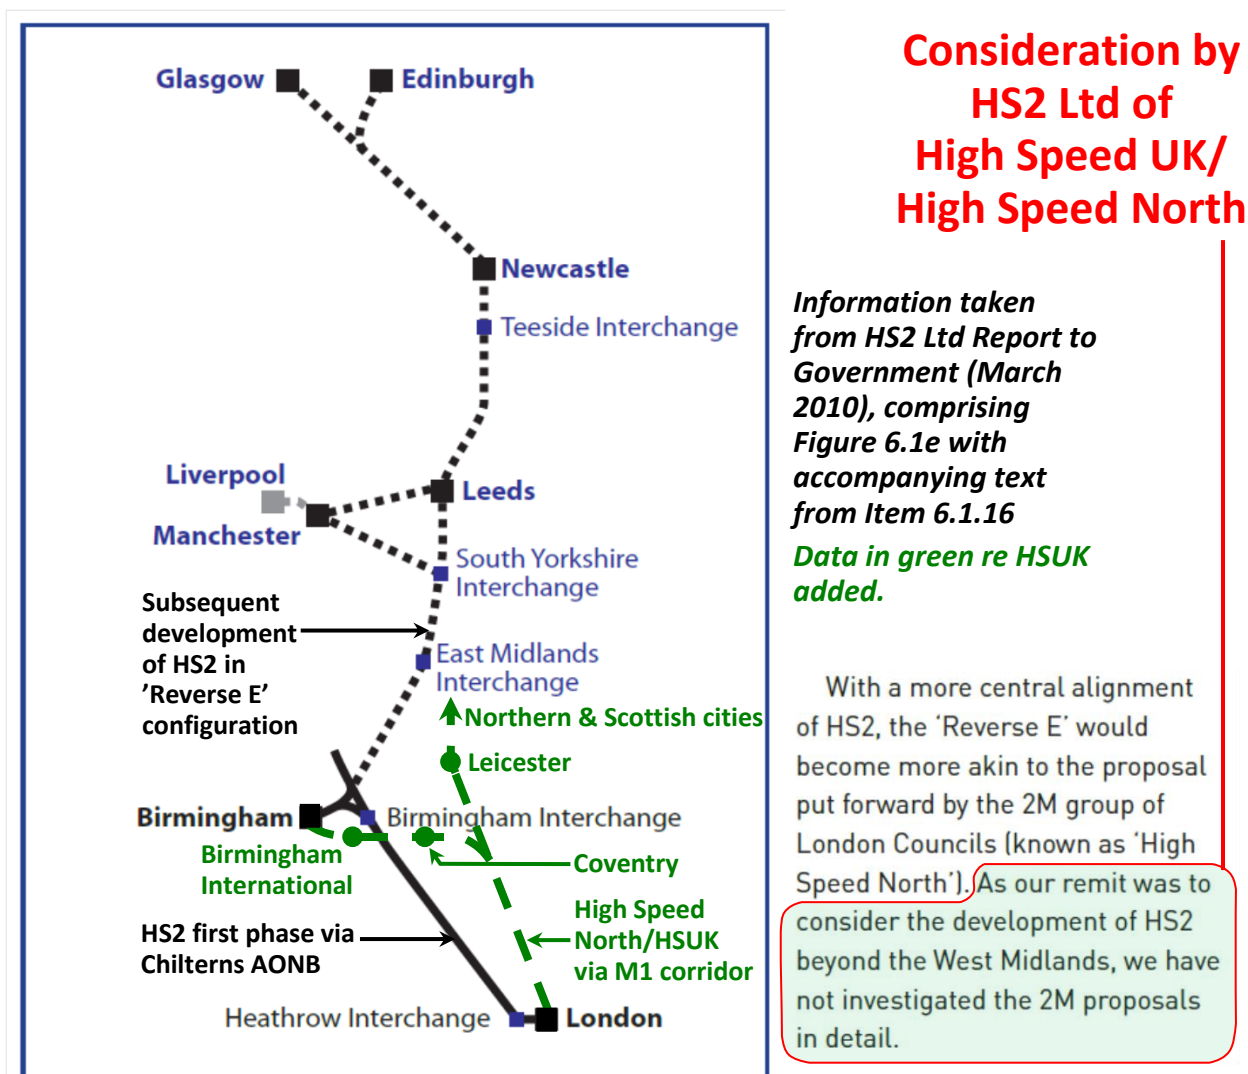 Glasgow
Edinburgh
Newcastle
Teeside Interchange
Liverpool
Leeds
Manchester
South Yorkshire
Interchange
Subsequent
development
of HS2 in
’Reverse E’
configuration
East Midlands
Interchange
Northern & Scottish cities
Leicester
Birmingham
Birmingham Interchange
Birmingham
International
Coventry
High Speed
North/HSUK
via M1 corridor
HS2 first phase via
Chilterns AONB
Heathrow Interchange
London
Consideration by
HS2 Ltd of
High Speed UK/
High Speed North
Information taken
from HS2 Ltd Report to
Government (March
2010), comprising
Figure 6.1e with
accompanying text
from Item 6.1.16
Data in green re HSUK
added.
With a more central alignment
of HS2, the ‘Reverse E’ would
become more akin to the proposal
put forward by the 2M group of
London Councils (known as ‘High
Speed North’). As our remit was to
consider the development of HS2
beyond the West Midlands, we have
not investigated the 2M proposals
in detail.